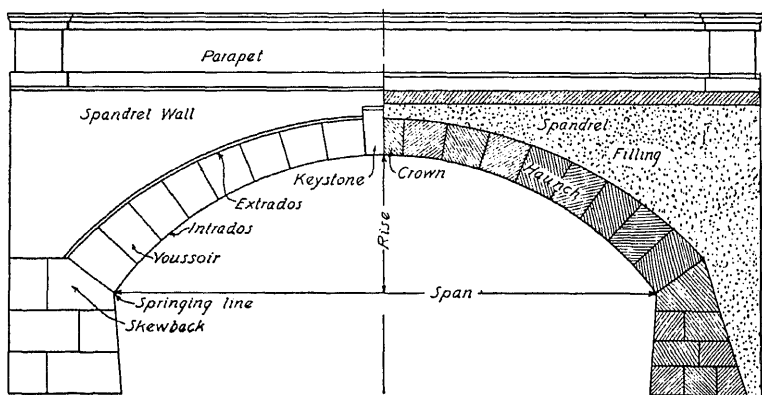 Parapet
Spandrel Wall
Spandrel
Filling
Keystone
Crown
Haunch
Extrados
Intrados
Rise
Voussoir
Springing line
Span
Skewback